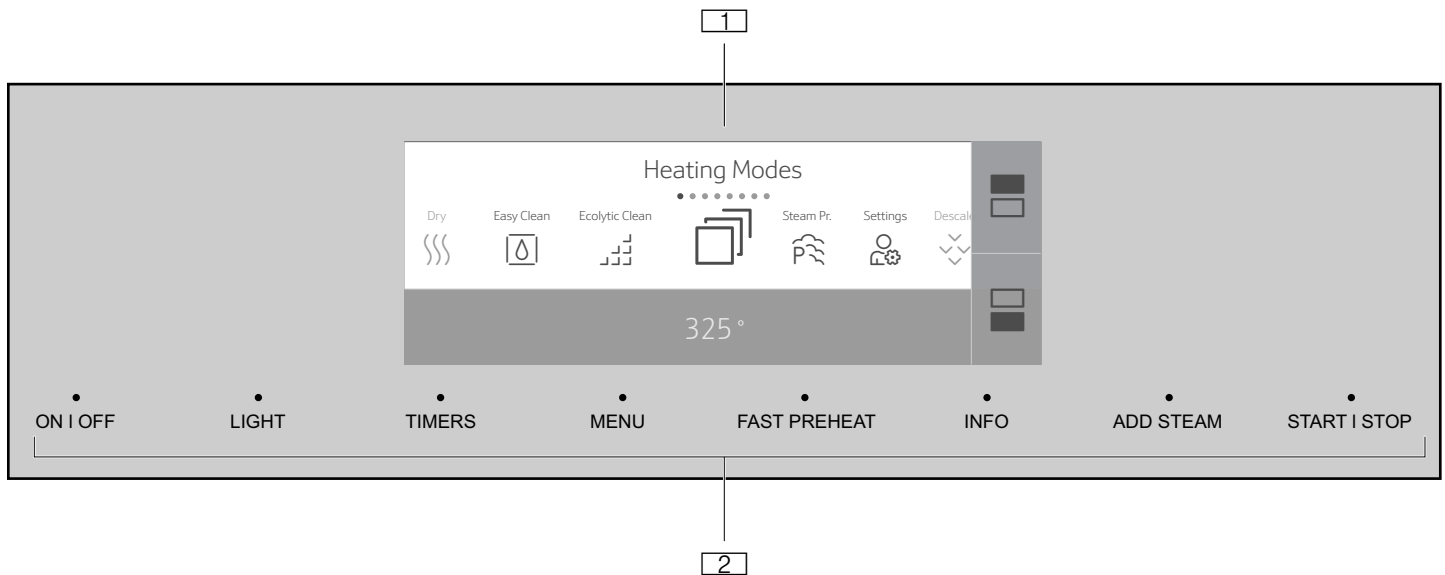 1
Heating Modes
Dry Easy Clean Ecolytic Clean Steam Pr. Settings Descale
P
325°
ON I OFF LIGHT TIMERS MENU FAST PREHEAT INFO ADD STEAM START I STOP
2